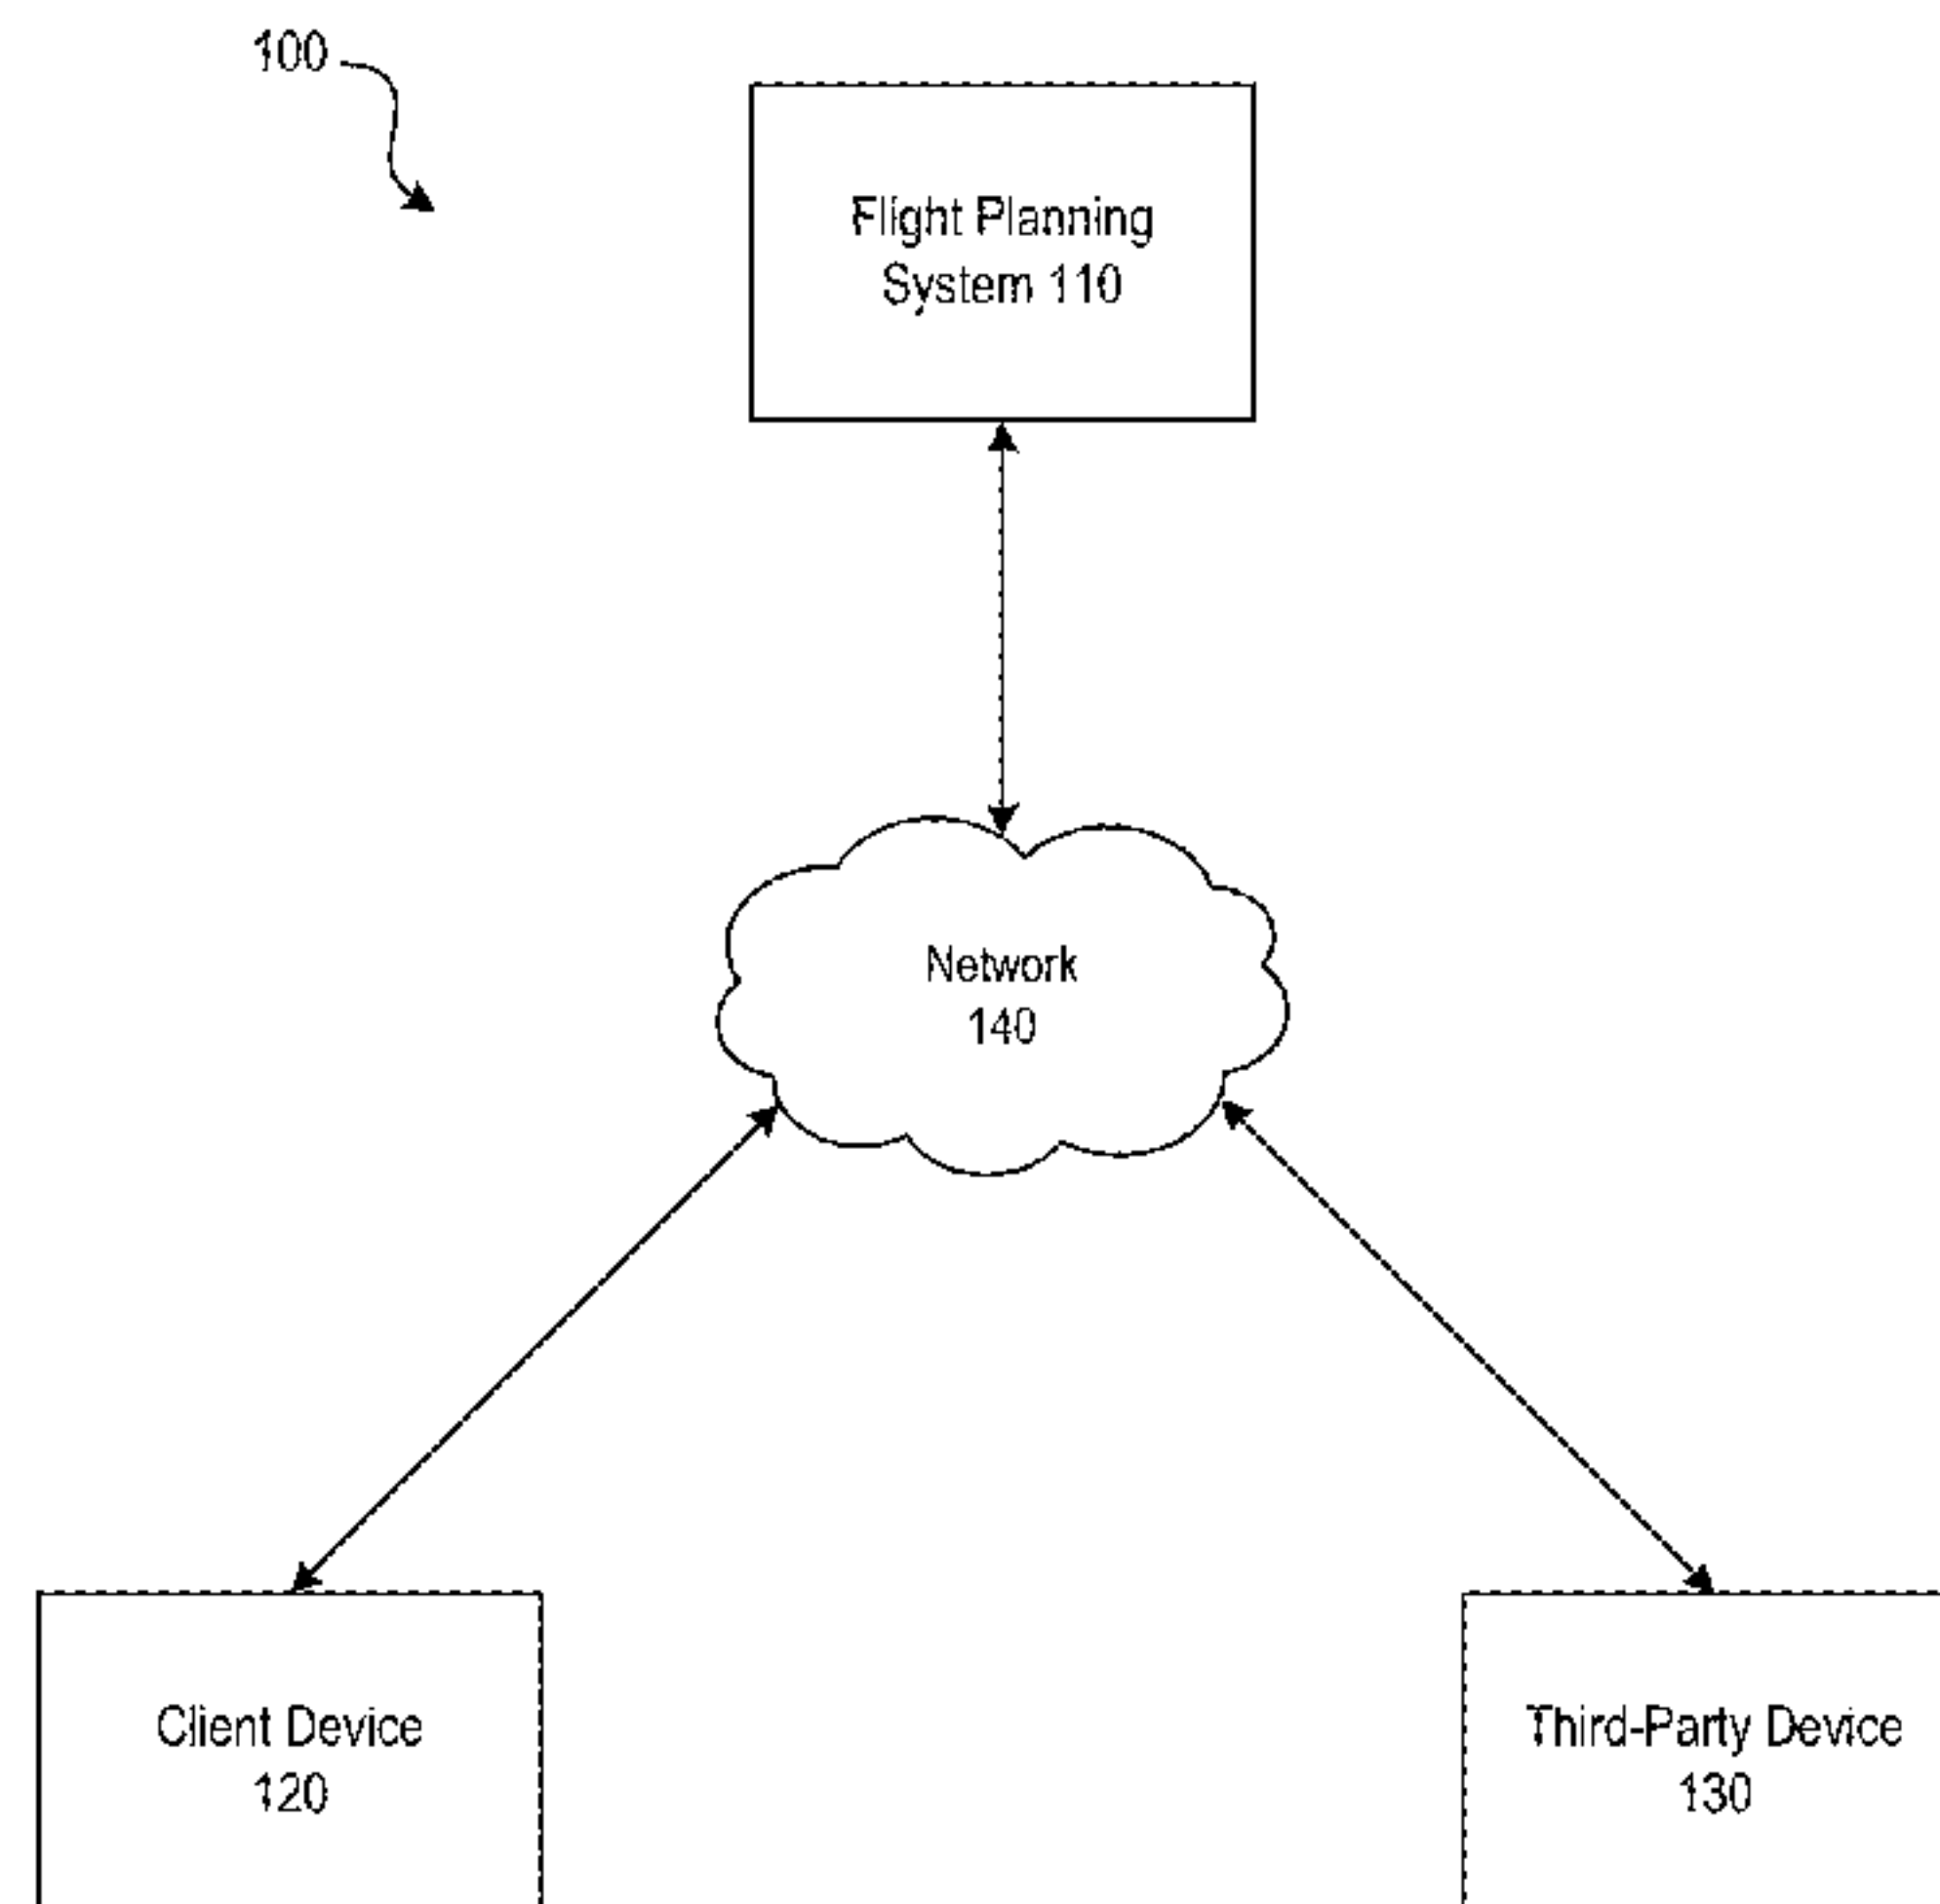 100
Flight Planning
System 110
Network
140
Client Device
120
Third-Party Device
130